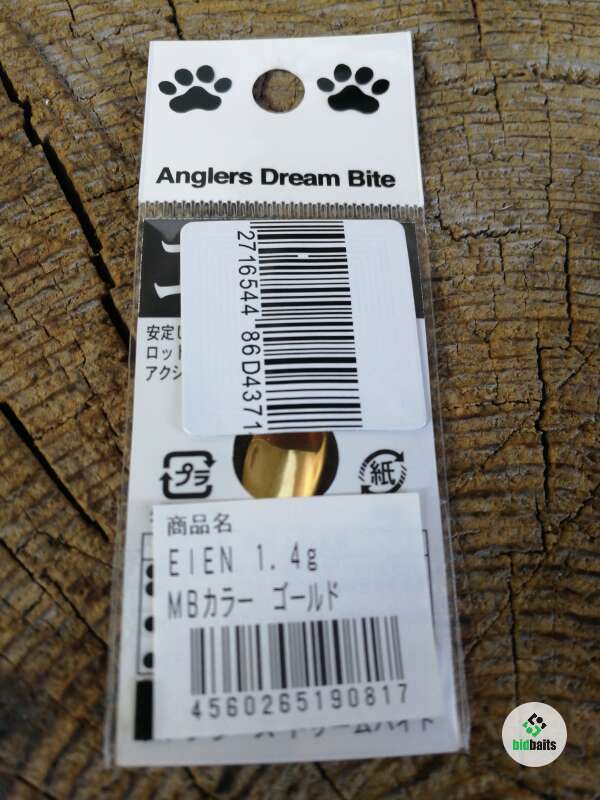 Anglers Dream Bite
2716544 86D4371
安定し
ロット
アクシ
プラ
紙
商品名
EIEN 1.4g
MBカラー ゴールド
4560265190817
bidbaits